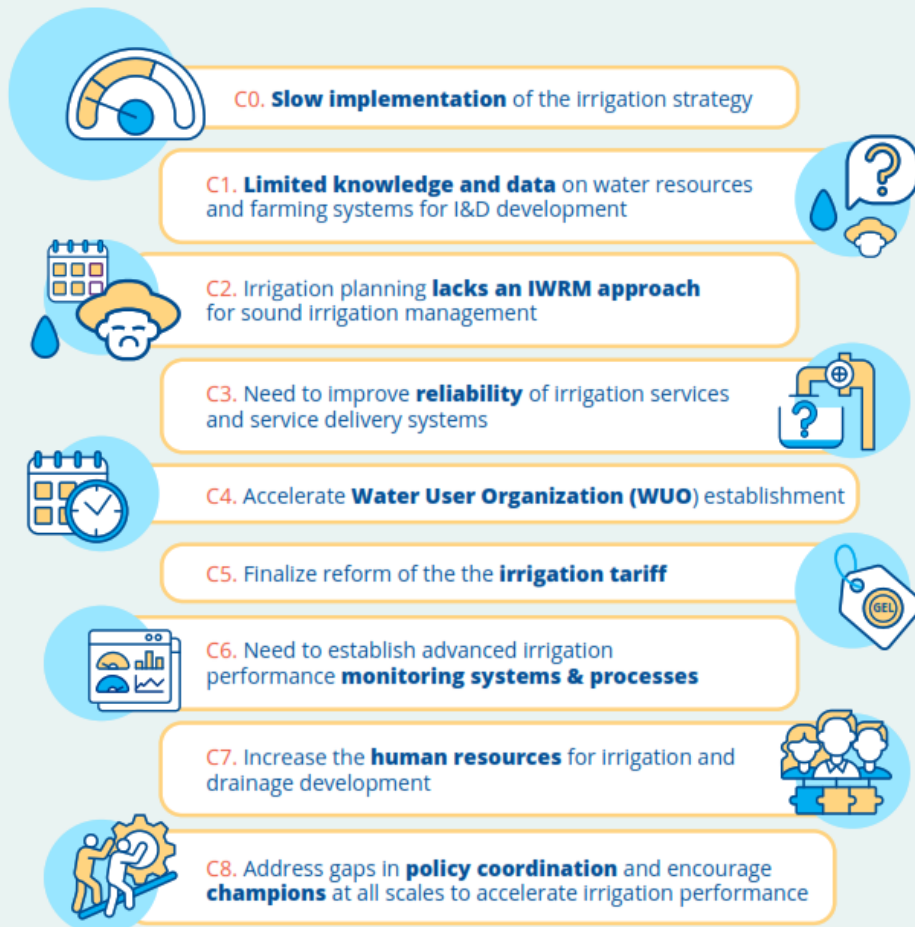 C0. Slow implementation of the irrigation strategy
C1. Limited knowledge and data on water resources
and farming systems for I&D development
?
C2. Irrigation planning lacks an IWRM approach
for sound irrigation management
C3. Need to improve reliability of irrigation services
and service delivery systems
?
C4. Accelerate Water User Organization (WUO) establishment
C5. Finalize reform of the the irrigation tariff
GEL
C6. Need to establish advanced irrigation
performance monitoring systems & processes
C7. Increase the human resources for irrigation and
drainage development
C8. Address gaps in policy coordination and encourage
champions at all scales to accelerate irrigation performance